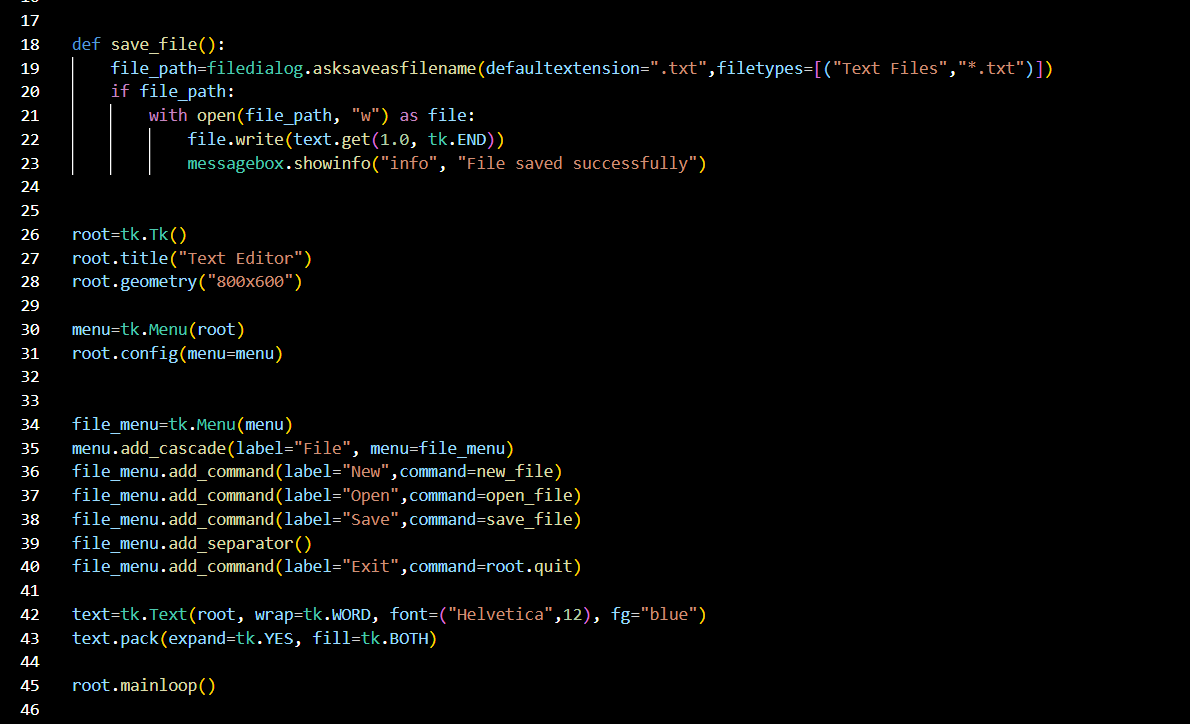 17
18 def save_file():
19     file_path=filedialog.asksaveasfilename(defaultextension=".txt",filetypes=[("Text Files","*.txt")])
20     if file_path:
21         with open(file_path, "w") as file:
22             file.write(text.get(1.0, tk.END))
23             messagebox.showinfo("info", "File saved successfully")
24
25
26 root=tk.Tk()
27 root.title("Text Editor")
28 root.geometry("800x600")
29
30 menu=tk.Menu(root)
31 root.config(menu=menu)
32
33
34 file_menu=tk.Menu(menu)
35 menu.add_cascade(label="File", menu=file_menu)
36 file_menu.add_command(label="New",command=new_file)
37 file_menu.add_command(label="Open",command=open_file)
38 file_menu.add_command(label="Save",command=save_file)
39 file_menu.add_separator()
40 file_menu.add_command(label="Exit",command=root.quit)
41
42 text=tk.Text(root, wrap=tk.WORD, font=("Helvetica",12), fg="blue")
43 text.pack(expand=tk.YES, fill=tk.BOTH)
44
45 root.mainloop()
46